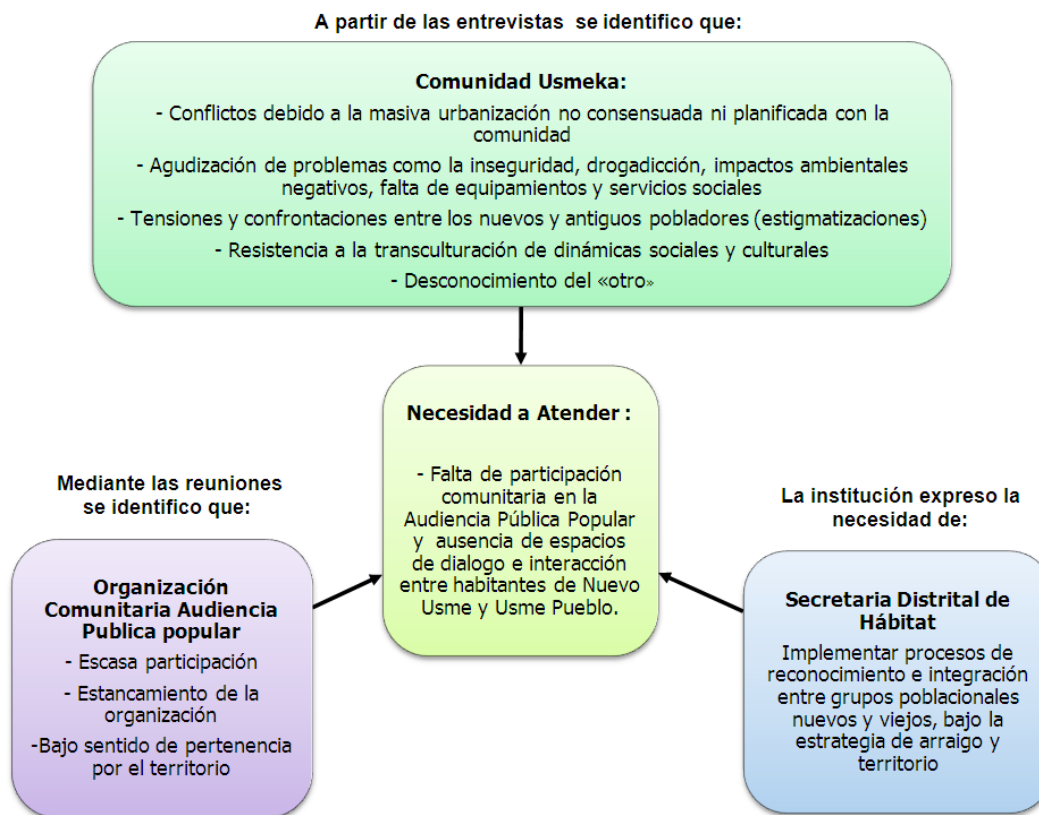 A partir de las entrevistas se identifico que:
Comunidad Usmeka:
- Conflictos debido a la masiva urbanización no consensuada ni planificada con la
comunidad
- Agudización de problemas como la inseguridad, drogadicción, impactos ambientales
negativos, falta de equipamientos y servicios sociales
- Tensiones y confrontaciones entre los nuevos y antiguos pobladores (estigmatizaciones)
- Resistencia a la transculturación de dinámicas sociales y culturales
- Desconocimiento del «otro»
Necesidad a Atender :
- Falta de participación
comunitaria en la
Audiencia Pública Popular
y ausencia de espacios
de dialogo e interacción
entre habitantes de Nuevo
Usme y Usme Pueblo.
Mediante las reuniones
se identifico que:
Organización
Comunitaria Audiencia
Publica popular
- Escasa participación
- Estancamiento de la
organización
-Bajo sentido de pertenencia
por el territorio
La institución expreso la
necesidad de:
Secretaria Distrital de
Hábitat
Implementar procesos de
reconocimiento e integración
entre grupos poblacionales
nuevos y viejos, bajo la
estrategia de arraigo y
territorio